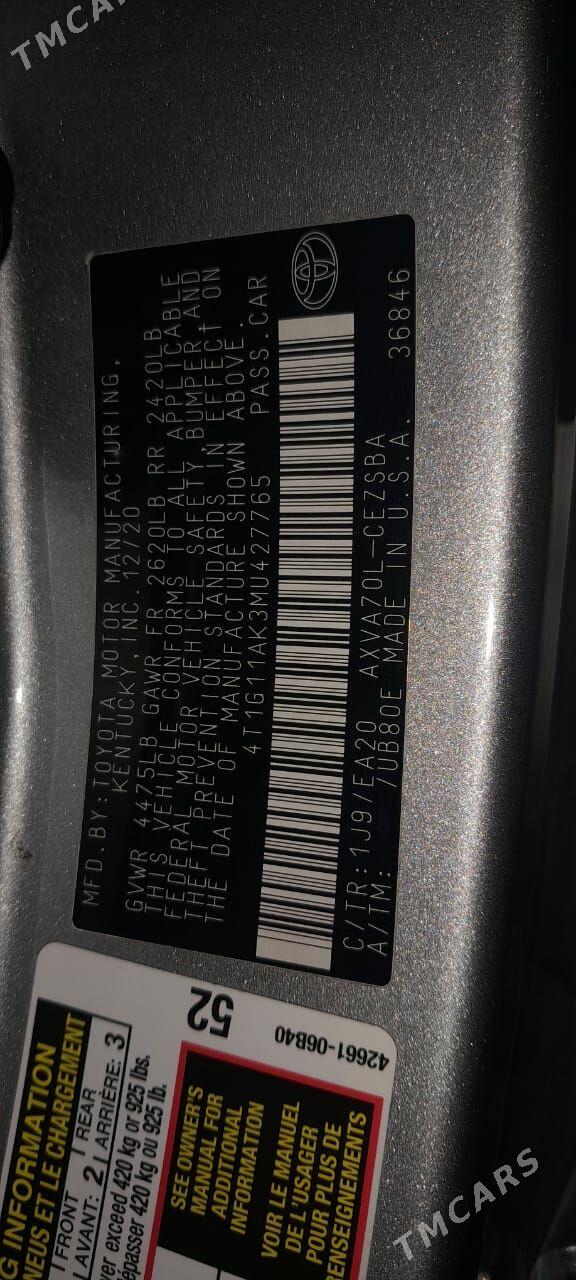 TMCARS
MFD.BY:TOYOTA MOTOR MANUFACTURING,
KENTUCKY,INC.12/20
GVWR 4475LB GAWR FR 2620LB RR 2420LB
THIS VEHICLE CONFORMS TO ALL APPLICABLE
FEDERAL MOTOR VEHICLE SAFETY,BUMPER,AND
THEFT PREVENTION STANDARDS IN EFFECT ON
THE DATE OF MANUFACTURE SHOWN ABOVE.
4T1G11AK3MU427765 PASS.CAR
C/TR:1J9/FA20 AXVA70L-CEZSBA
A/TM: /UB80E MADE IN U.S.A. 36846
G INFORMATION
NEUS ET LE CHARGEMENT
FRONT REAR
AVANT: 2 ARRIÈRE: 3
ver exceed 420 kg or 925 lbs.
épasser 420 kg ou 925 lb.
52
42661-06B40
SEE OWNER'S
MANUAL FOR
ADDITIONAL
INFORMATION
VOIR LE MANUEL
DE L'USAGER
POUR PLUS DE
RENSEIGNEMENTS
TMCARS